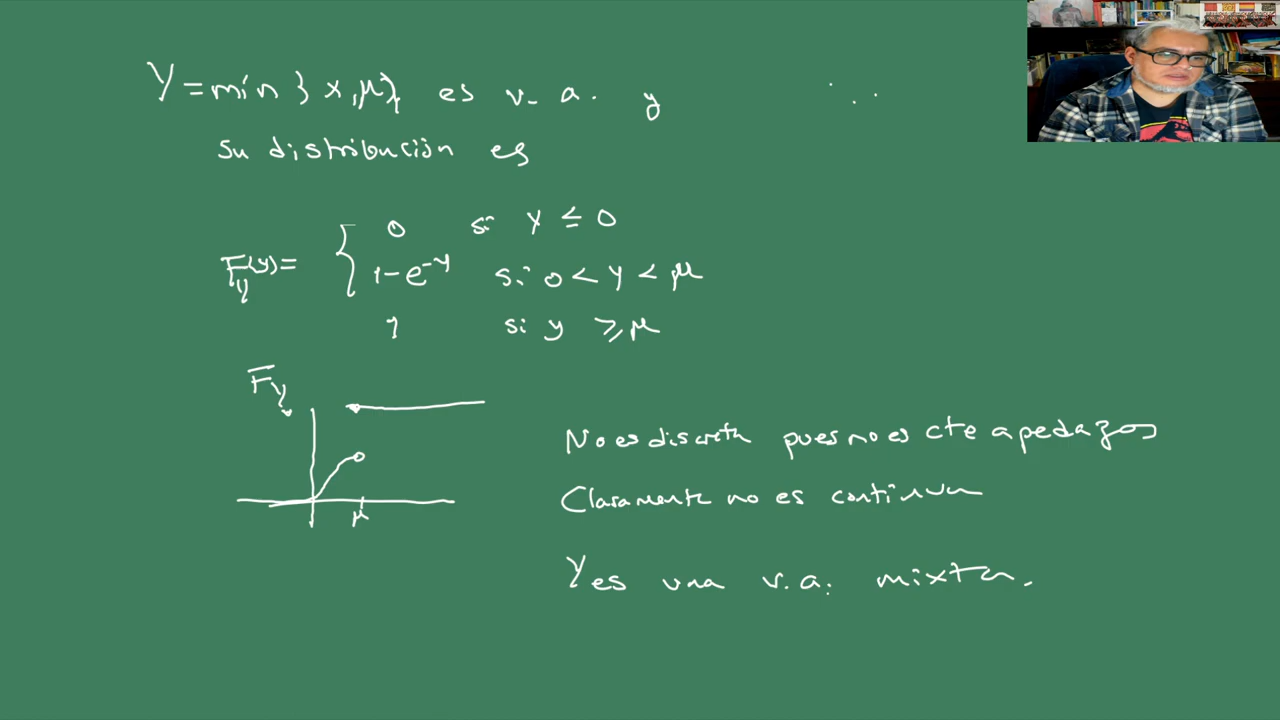 Y = mín { x, μ } es v. a. y
su distribución es
F_Y(y) = { 0 si y ≤ 0
1 - e^{-y} si 0 < y < μ
1 si y ≥ μ
F_Y
μ
No es discreta pues no es cte a pedazos
Claramente no es continua
Y es una v.a. mixta.